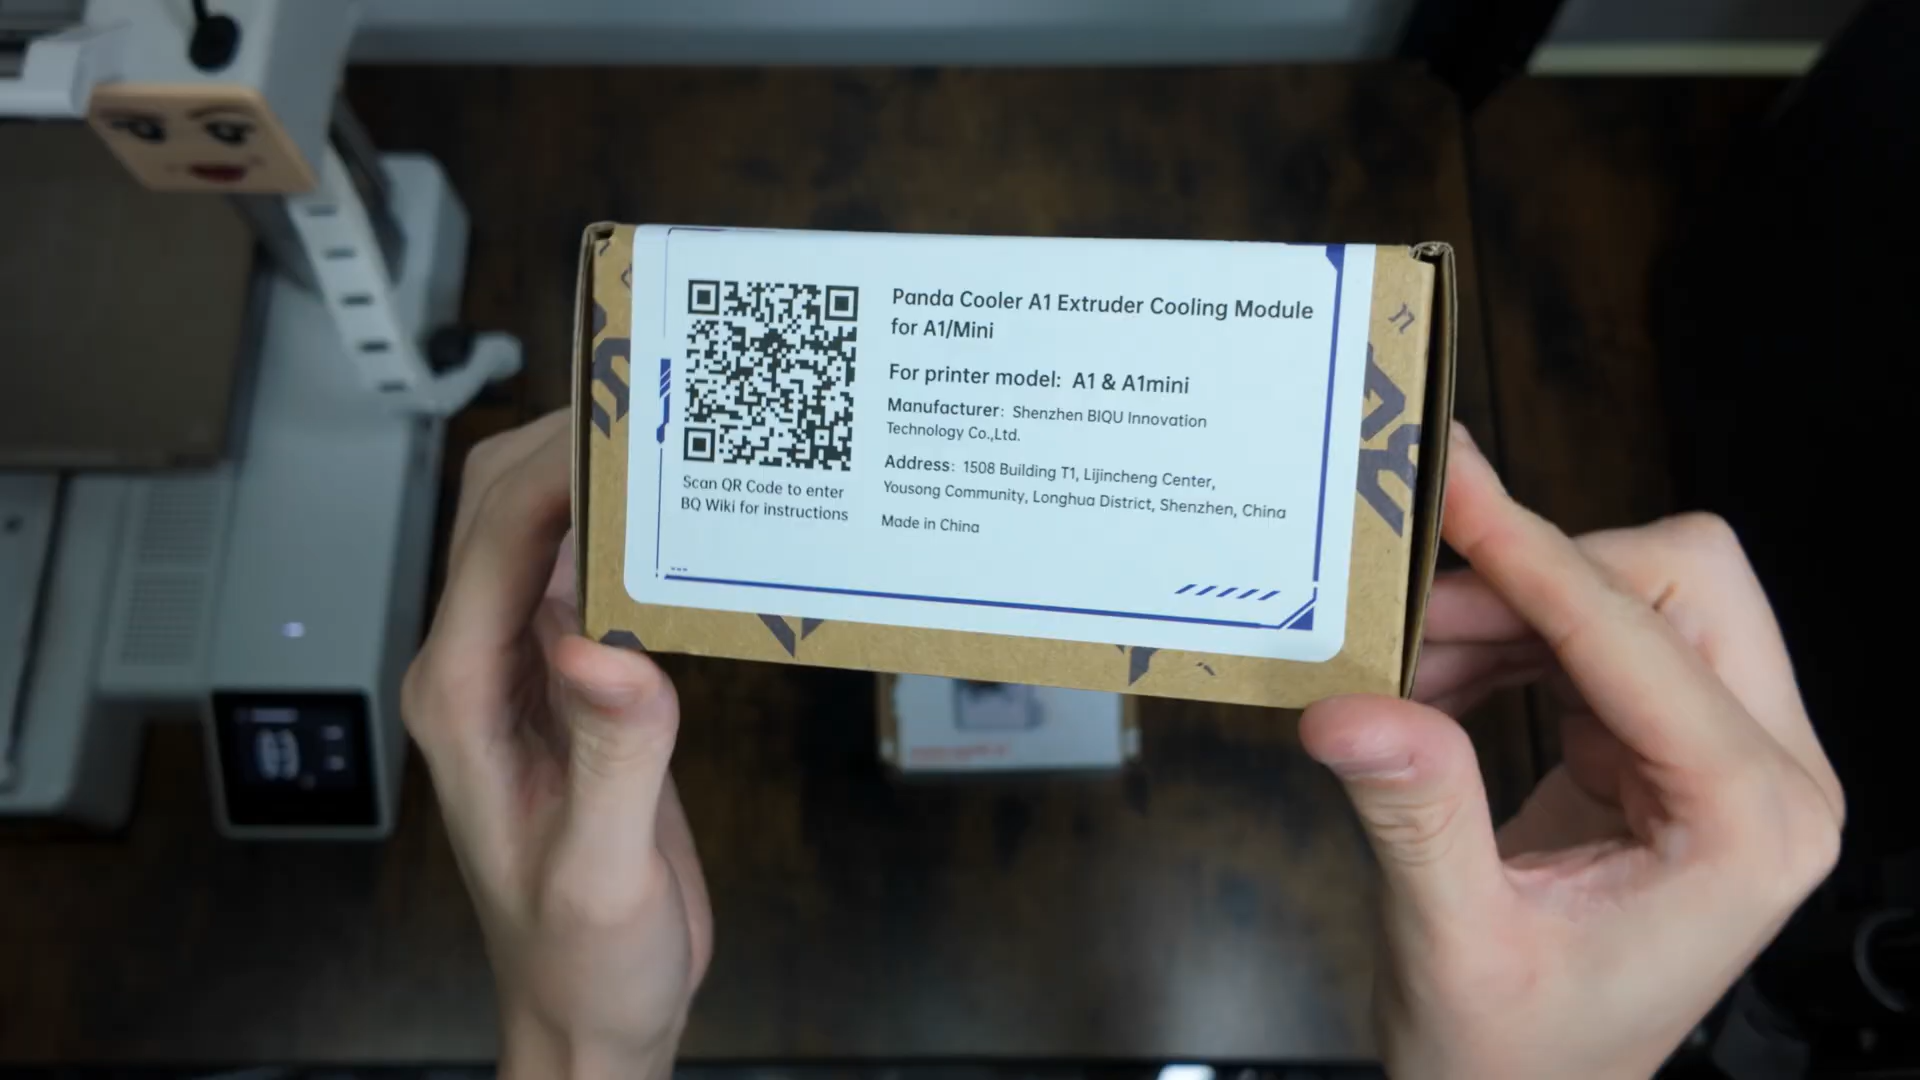 Panda Cooler A1 Extruder Cooling Module
for A1/Mini
For printer model: A1 & A1mini
Manufacturer: Shenzhen BIQU Innovation
Technology Co.,Ltd.
Address: 1508 Building T1, Lijincheng Center,
Yousong Community, Longhua District, Shenzhen, China
Made in China
Scan QR Code to enter
BQ Wiki for instructions